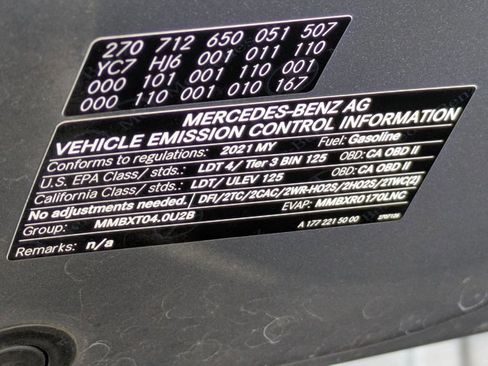 270 712 650 051 507
YC7 HJ6 001 011 110
000 101 001 110 001
000 110 001 010 167
MERCEDES-BENZ AG
VEHICLE EMISSION CONTROL INFORMATION
Conforms to regulations: 2021 MY Fuel: Gasoline
U.S. EPA Class/ stds.: LDT 4/ Tier 3 BIN 125 OBD: CA OBD II
California Class/ stds.: LDT/ ULEV 125 OBD: CA OBD II
No adjustments needed. DFI/2TC/2CAC/2WR-HO2S/2HO2S/2TWC(2)
Group: MMBXT04.0U2B EVAP: MMBXR0170LNC
Remarks: n/a A 177 221 50 00